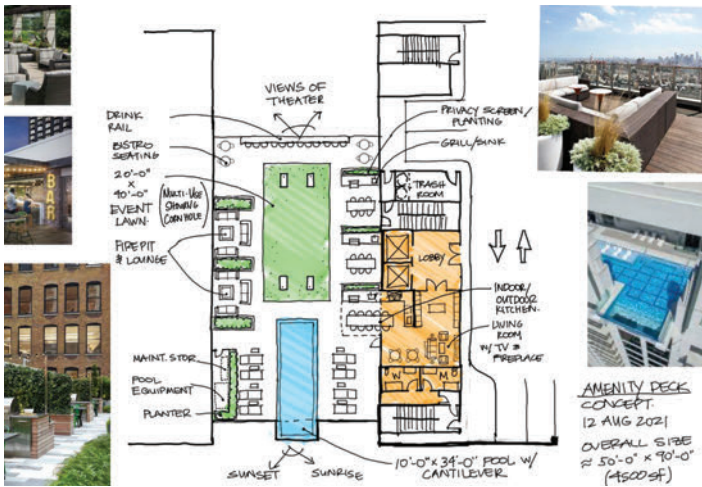 VIEWS OF
THEATER
DRINK
RAIL
BISTRO
SEATING
20'-0"
X
40'-0"
EVENT
LAWN.
(MULTI-USE
SHOWING
CORNHOLE)
FIREPIT
& LOUNGE
MAINT. STOR.
POOL
EQUIPMENT
PLANTER
SUNSET
SUNRISE
10'-0" X 34'-0" POOL W/
CANTILEVER
PRIVACY SCREEN/
PLANTING
GRILL/SINK
TRASH
ROOM
LOBBY
INDOOR/
OUTDOOR
KITCHEN.
LIVING
ROOM
W/ TV &
FIREPLACE
W
M
BAR
AMENITY DECK
CONCEPT.
12 AUG 2021
OVERALL SIZE
≈ 50'-0" X 90'-0"
(4500 SF)